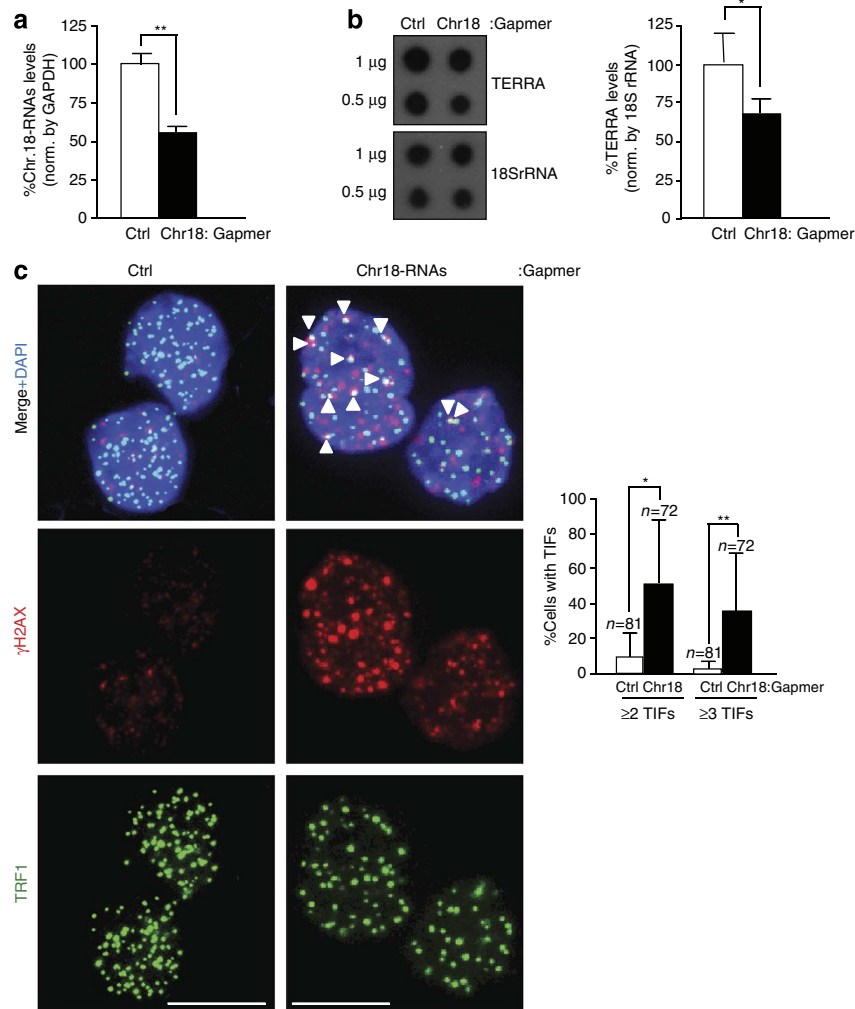 a
%Chr.18-RNAs levels
(norm. by GAPDH)
125
100
75
50
25
0
**
Ctrl Chr18: Gapmer
b
Ctrl Chr18 :Gapmer
1 µg
0.5 µg
TERRA
1 µg
0.5 µg
18SrRNA
%TERRA levels
(norm. by 18S rRNA)
125
100
75
50
25
0
*
Ctrl Chr18: Gapmer
c
Ctrl
Chr18-RNAs :Gapmer
Merge+DAPI
γH2AX
TRF1
%Cells with TIFs
100
80
60
40
20
0
*
**
n=81
n=72
n=81
n=72
Ctrl Chr18 Ctrl Chr18:Gapmer
≥2 TIFs ≥3 TIFs